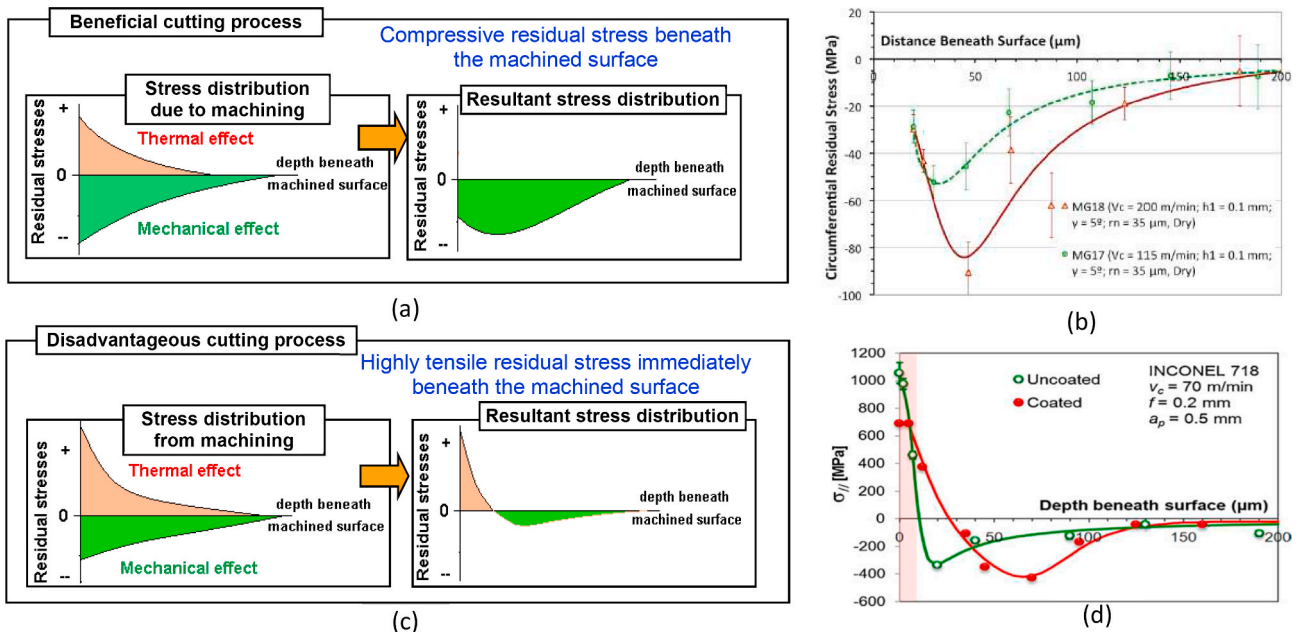 Beneficial cutting process
Compressive residual stress beneath
the machined surface
Stress distribution
due to machining
Resultant stress distribution
Residual stresses
+
0
--
Thermal effect
Mechanical effect
depth beneath
machined surface
Residual stresses
+
0
--
depth beneath
machined surface
(a)
Circumferential Residual Stress (MPa)
20
0
-20
-40
-60
-80
-100
Distance Beneath Surface (µm)
0
50
100
150
200
MG18 (Vc = 200 m/min; h1 = 0.1 mm;
γ = 5º; rn = 35 µm, Dry)
MG17 (Vc = 115 m/min; h1 = 0.1 mm;
γ = 5º; rn = 35 µm, Dry)
(b)
Disadvantageous cutting process
Highly tensile residual stress immediately
beneath the machined surface
Stress distribution
from machining
Resultant stress distribution
Residual stresses
+
0
--
Thermal effect
Mechanical effect
depth beneath
machined surface
Residual stresses
+
0
--
depth beneath
machined surface
(c)
σ// [MPa]
1200
1000
800
600
400
200
0
-200
-400
-600
Uncoated
Coated
INCONEL 718
vc = 70 m/min
f = 0.2 mm
ap = 0.5 mm
Depth beneath surface (µm)
0
50
100
150
200
(d)